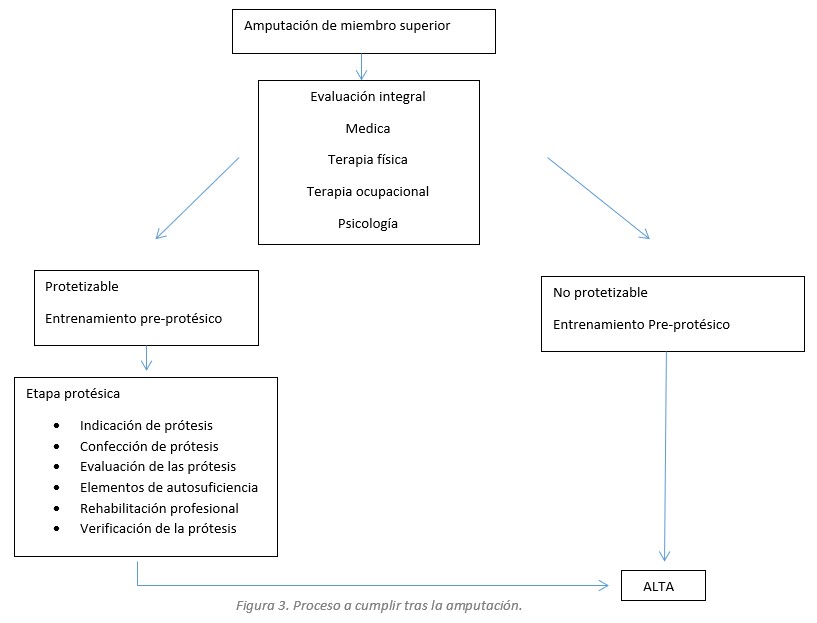 Amputación de miembro superior
Evaluación integral
Medica
Terapia física
Terapia ocupacional
Psicología
Protetizable
Entrenamiento pre-protésico
No protetizable
Entrenamiento Pre-protésico
Etapa protésica
• Indicación de prótesis
• Confección de prótesis
• Evaluación de las prótesis
• Elementos de autosuficiencia
• Rehabilitación profesional
• Verificación de la prótesis
ALTA
Figura 3. Proceso a cumplir tras la amputación.